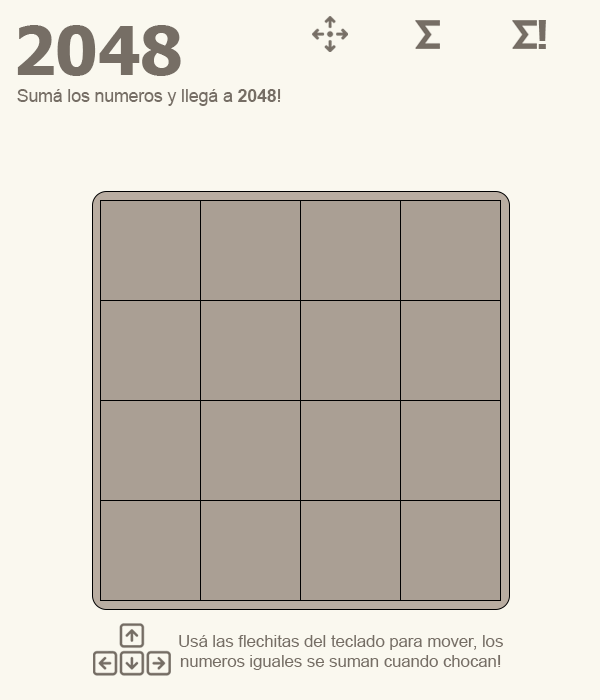 2048
Σ
Σ!
Sumá los numeros y llegá a 2048!
Usá las flechitas del teclado para mover, los
numeros iguales se suman cuando chocan!